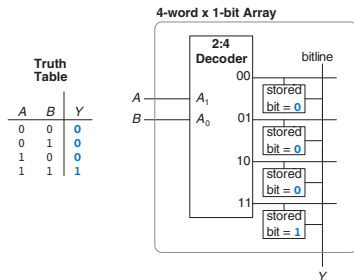 4-word x 1-bit Array
Truth
Table
A B Y
0 0 0
0 1 0
1 0 0
1 1 1
2:4
Decoder
bitline
A A1
B A0
00
stored
bit = 0
01
stored
bit = 0
10
stored
bit = 0
11
stored
bit = 1
Y